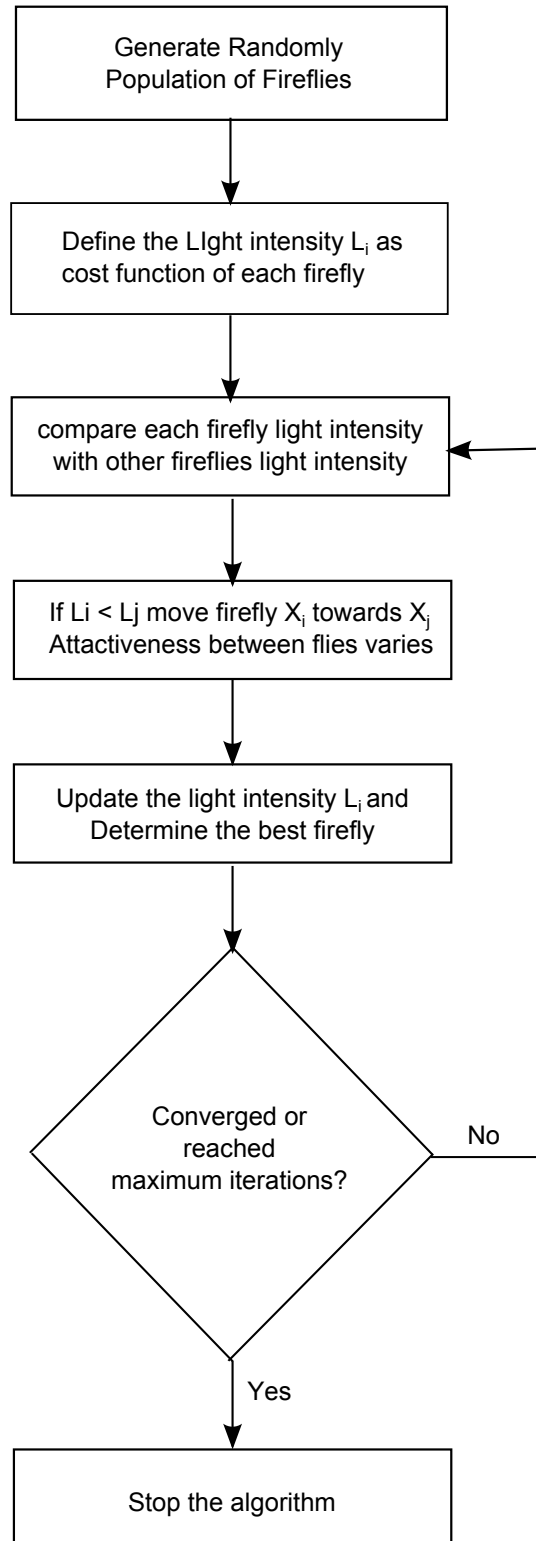 Generate Randomly
Population of Fireflies
Define the LIght intensity Lᵢ as
cost function of each firefly
compare each firefly light intensity
with other fireflies light intensity
If Li < Lj move firefly Xᵢ towards Xⱼ
Attactiveness between flies varies
Update the light intensity Lᵢ and
Determine the best firefly
Converged or
reached
maximum iterations?
No
Yes
Stop the algorithm